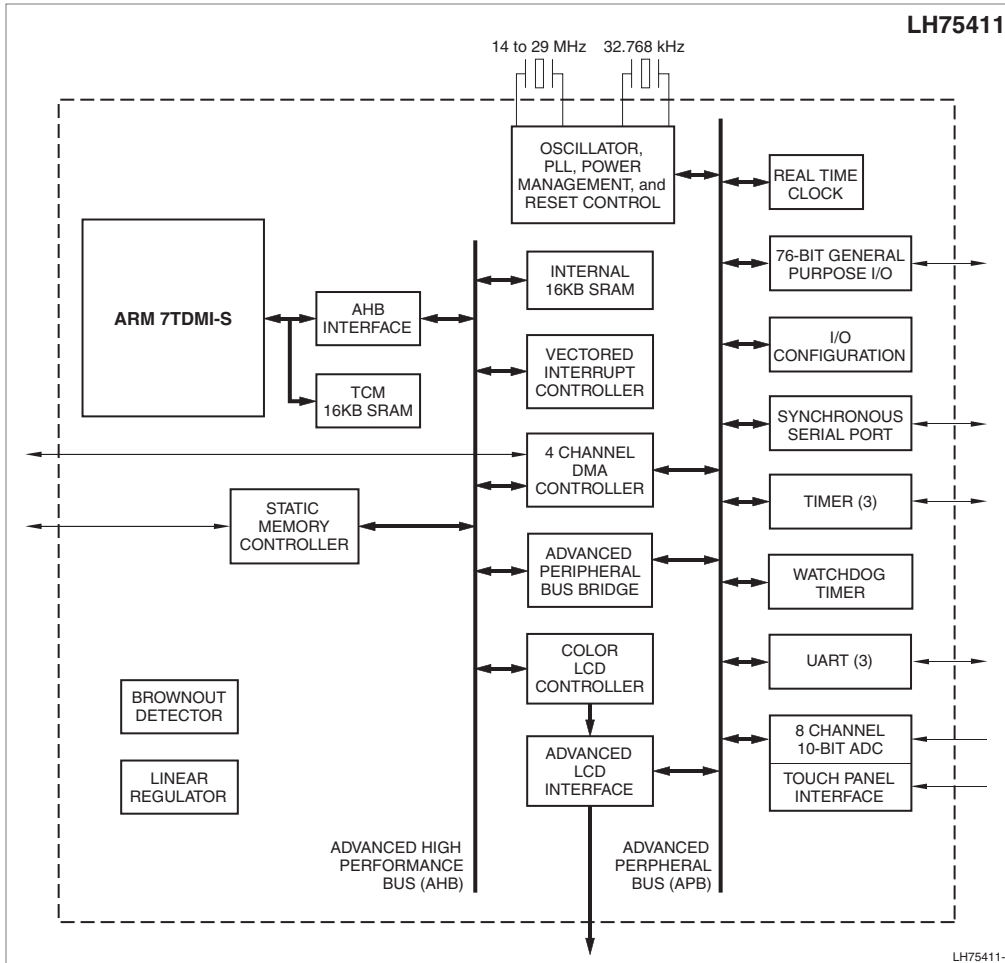 LH75411
14 to 29 MHz
32.768 kHz
OSCILLATOR,
PLL, POWER
MANAGEMENT, and
RESET CONTROL
REAL TIME
CLOCK
ARM 7TDMI-S
AHB
INTERFACE
TCM
16KB SRAM
INTERNAL
16KB SRAM
VECTORED
INTERRUPT
CONTROLLER
4 CHANNEL
DMA
CONTROLLER
STATIC
MEMORY
CONTROLLER
ADVANCED
PERIPHERAL
BUS BRIDGE
COLOR
LCD
CONTROLLER
ADVANCED
LCD
INTERFACE
76-BIT GENERAL
PURPOSE I/O
I/O
CONFIGURATION
SYNCHRONOUS
SERIAL PORT
TIMER (3)
WATCHDOG
TIMER
UART (3)
8 CHANNEL
10-BIT ADC
TOUCH PANEL
INTERFACE
BROWNOUT
DETECTOR
LINEAR
REGULATOR
ADVANCED HIGH
PERFORMANCE
BUS (AHB)
ADVANCED
PERPHERAL
BUS (APB)
LH75411-